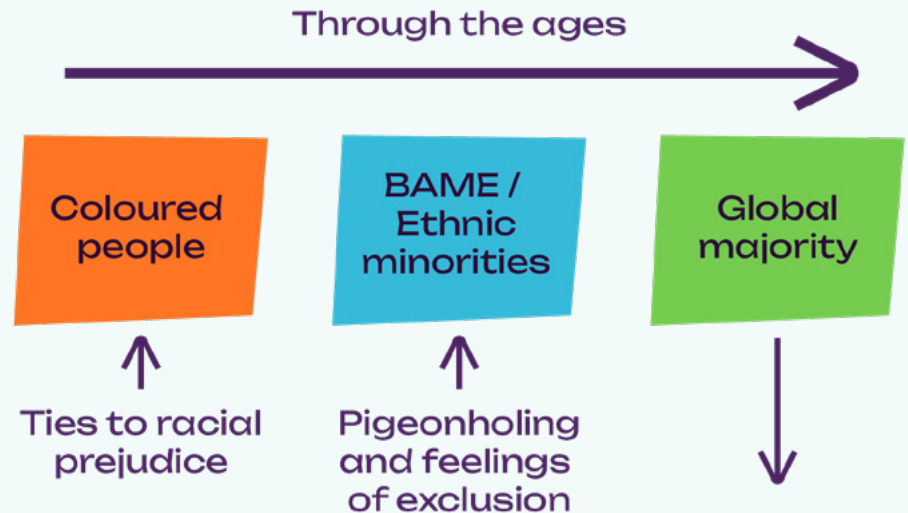 Through the ages
Coloured
people
BAME /
Ethnic
minorities
Global
majority
Ties to racial
prejudice
Pigeonholing
and feelings
of exclusion